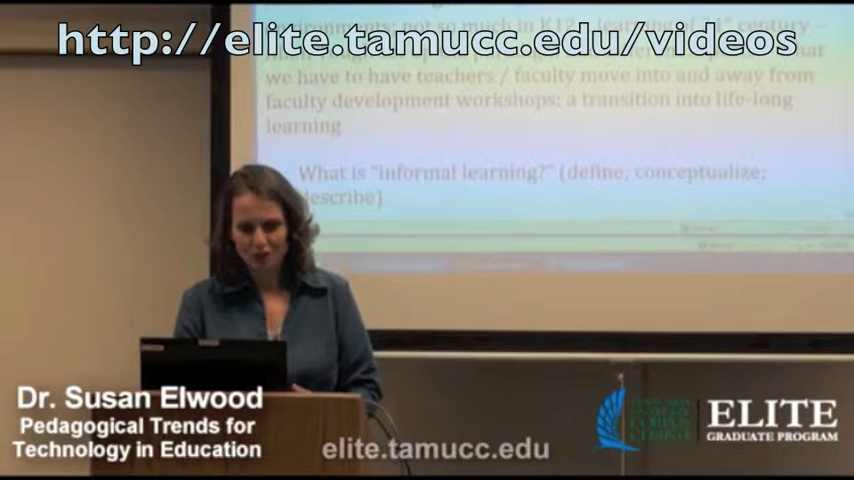 http://elite.tamucc.edu/videos
we have to have teachers / faculty move into and away from
faculty development workshops: a transition into life-long
learning
What is "informal learning?" (define; conceptualize;
describe)
Dr. Susan Elwood
Pedagogical Trends for
Technology in Education
elite.tamucc.edu
ELITE
GRADUATE PROGRAM